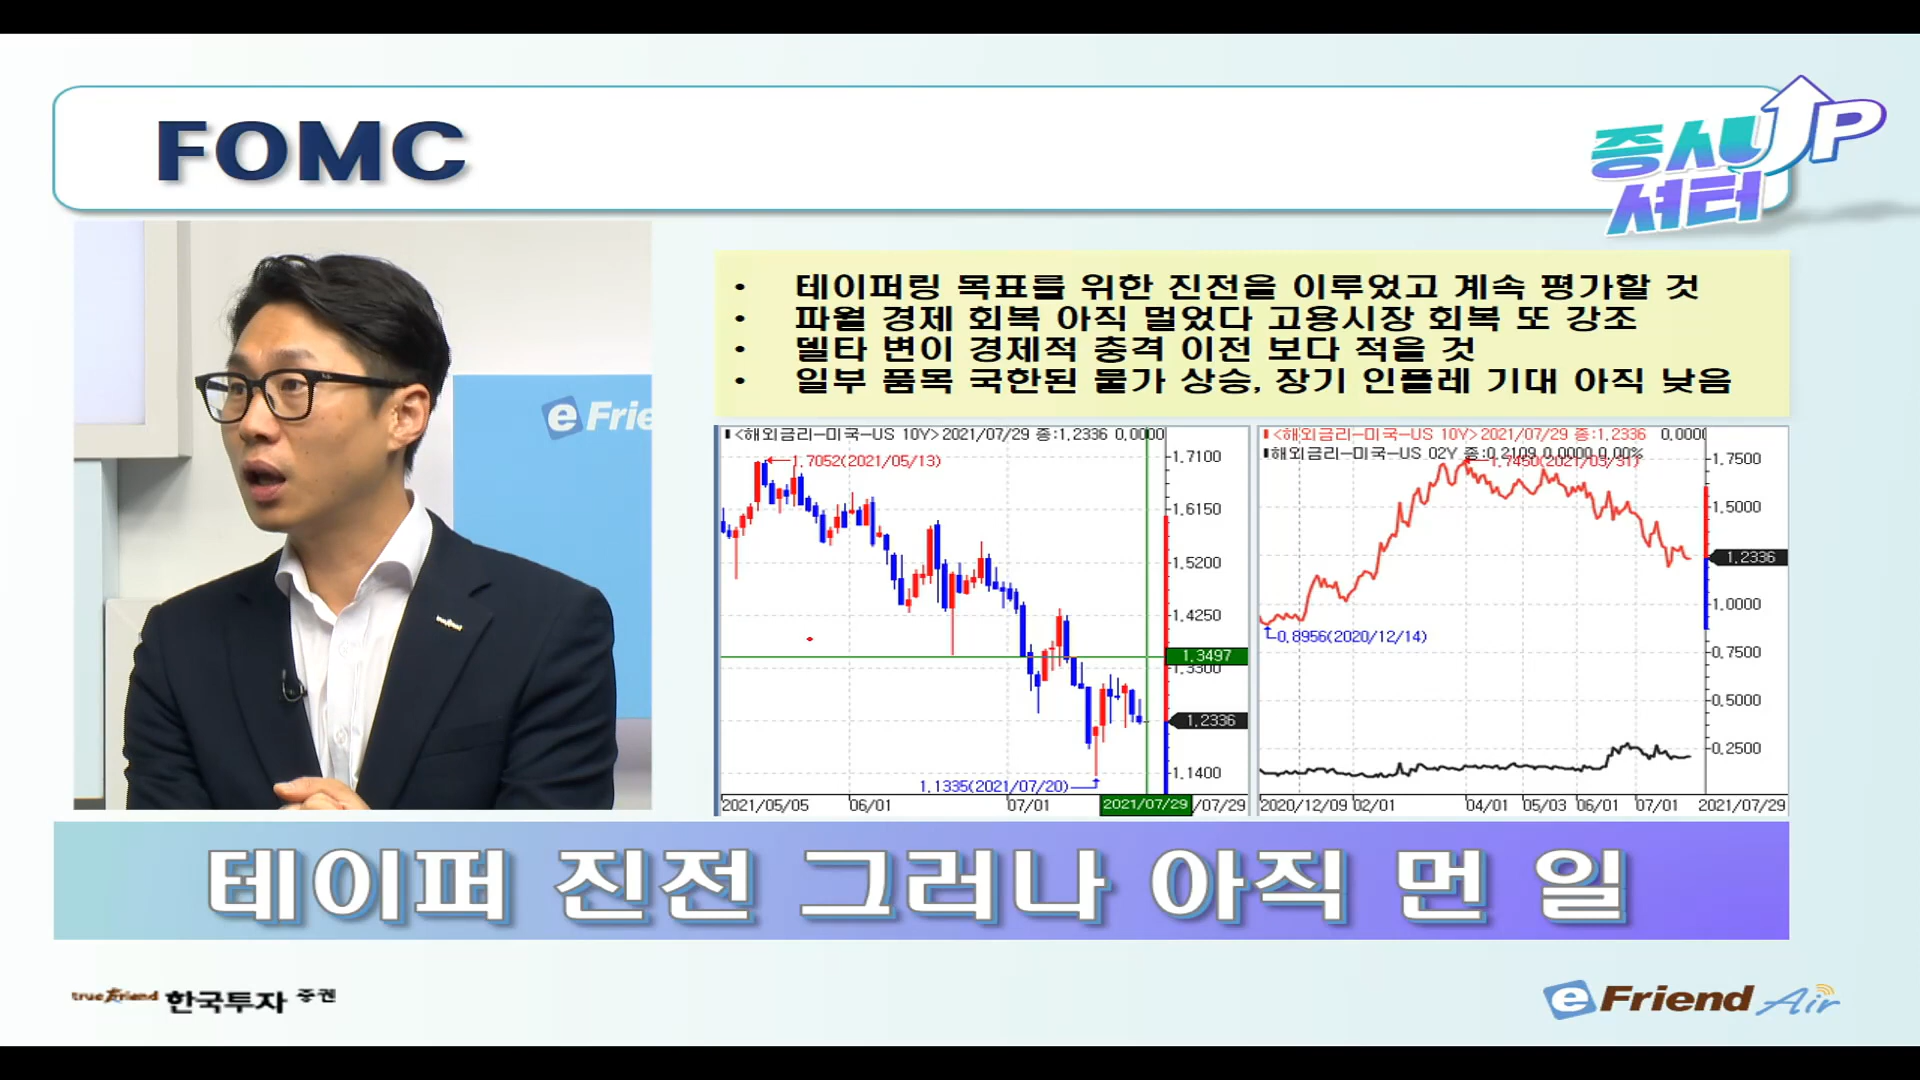 FOMC
증시 UP
셔터
• 테이퍼링 목표를 위한 진전을 이루었고 계속 평가할 것
• 파월 경제 회복 아직 멀었다 고용시장 회복 또 강조
• 델타 변이 경제적 충격 이전 보다 적을 것
• 일부 품목 국한된 물가 상승, 장기 인플레 기대 아직 낮음
e Frie
<해외금리-미국-US 10Y>2021/07/29 종:1.2336 0.0000
1.7052(2021/05/13)
1.7100
1.6150
1.5200
1.4250
1.3497
1.3300
1.2336
1.1400
1.1335(2021/07/20)
2021/05/05 06/01 07/01 2021/07/29 /07/29
<해외금리-미국-US 10Y>2021/07/29 종:1.2336 0.000
해외금리-미국-US 02Y 종:0.2109 0.0000 0.00%
1.7450(2021/03/31)
1.7500
1.5000
1.2336
1.0000
0.8956(2020/12/14)
0.7500
0.5000
0.2500
2020/12/09 02/01 04/01 05/03 06/01 07/01 2021/07/29
테이퍼 진전 그러나 아직 먼 일
true Friend 한국투자 증권
e Friend Air